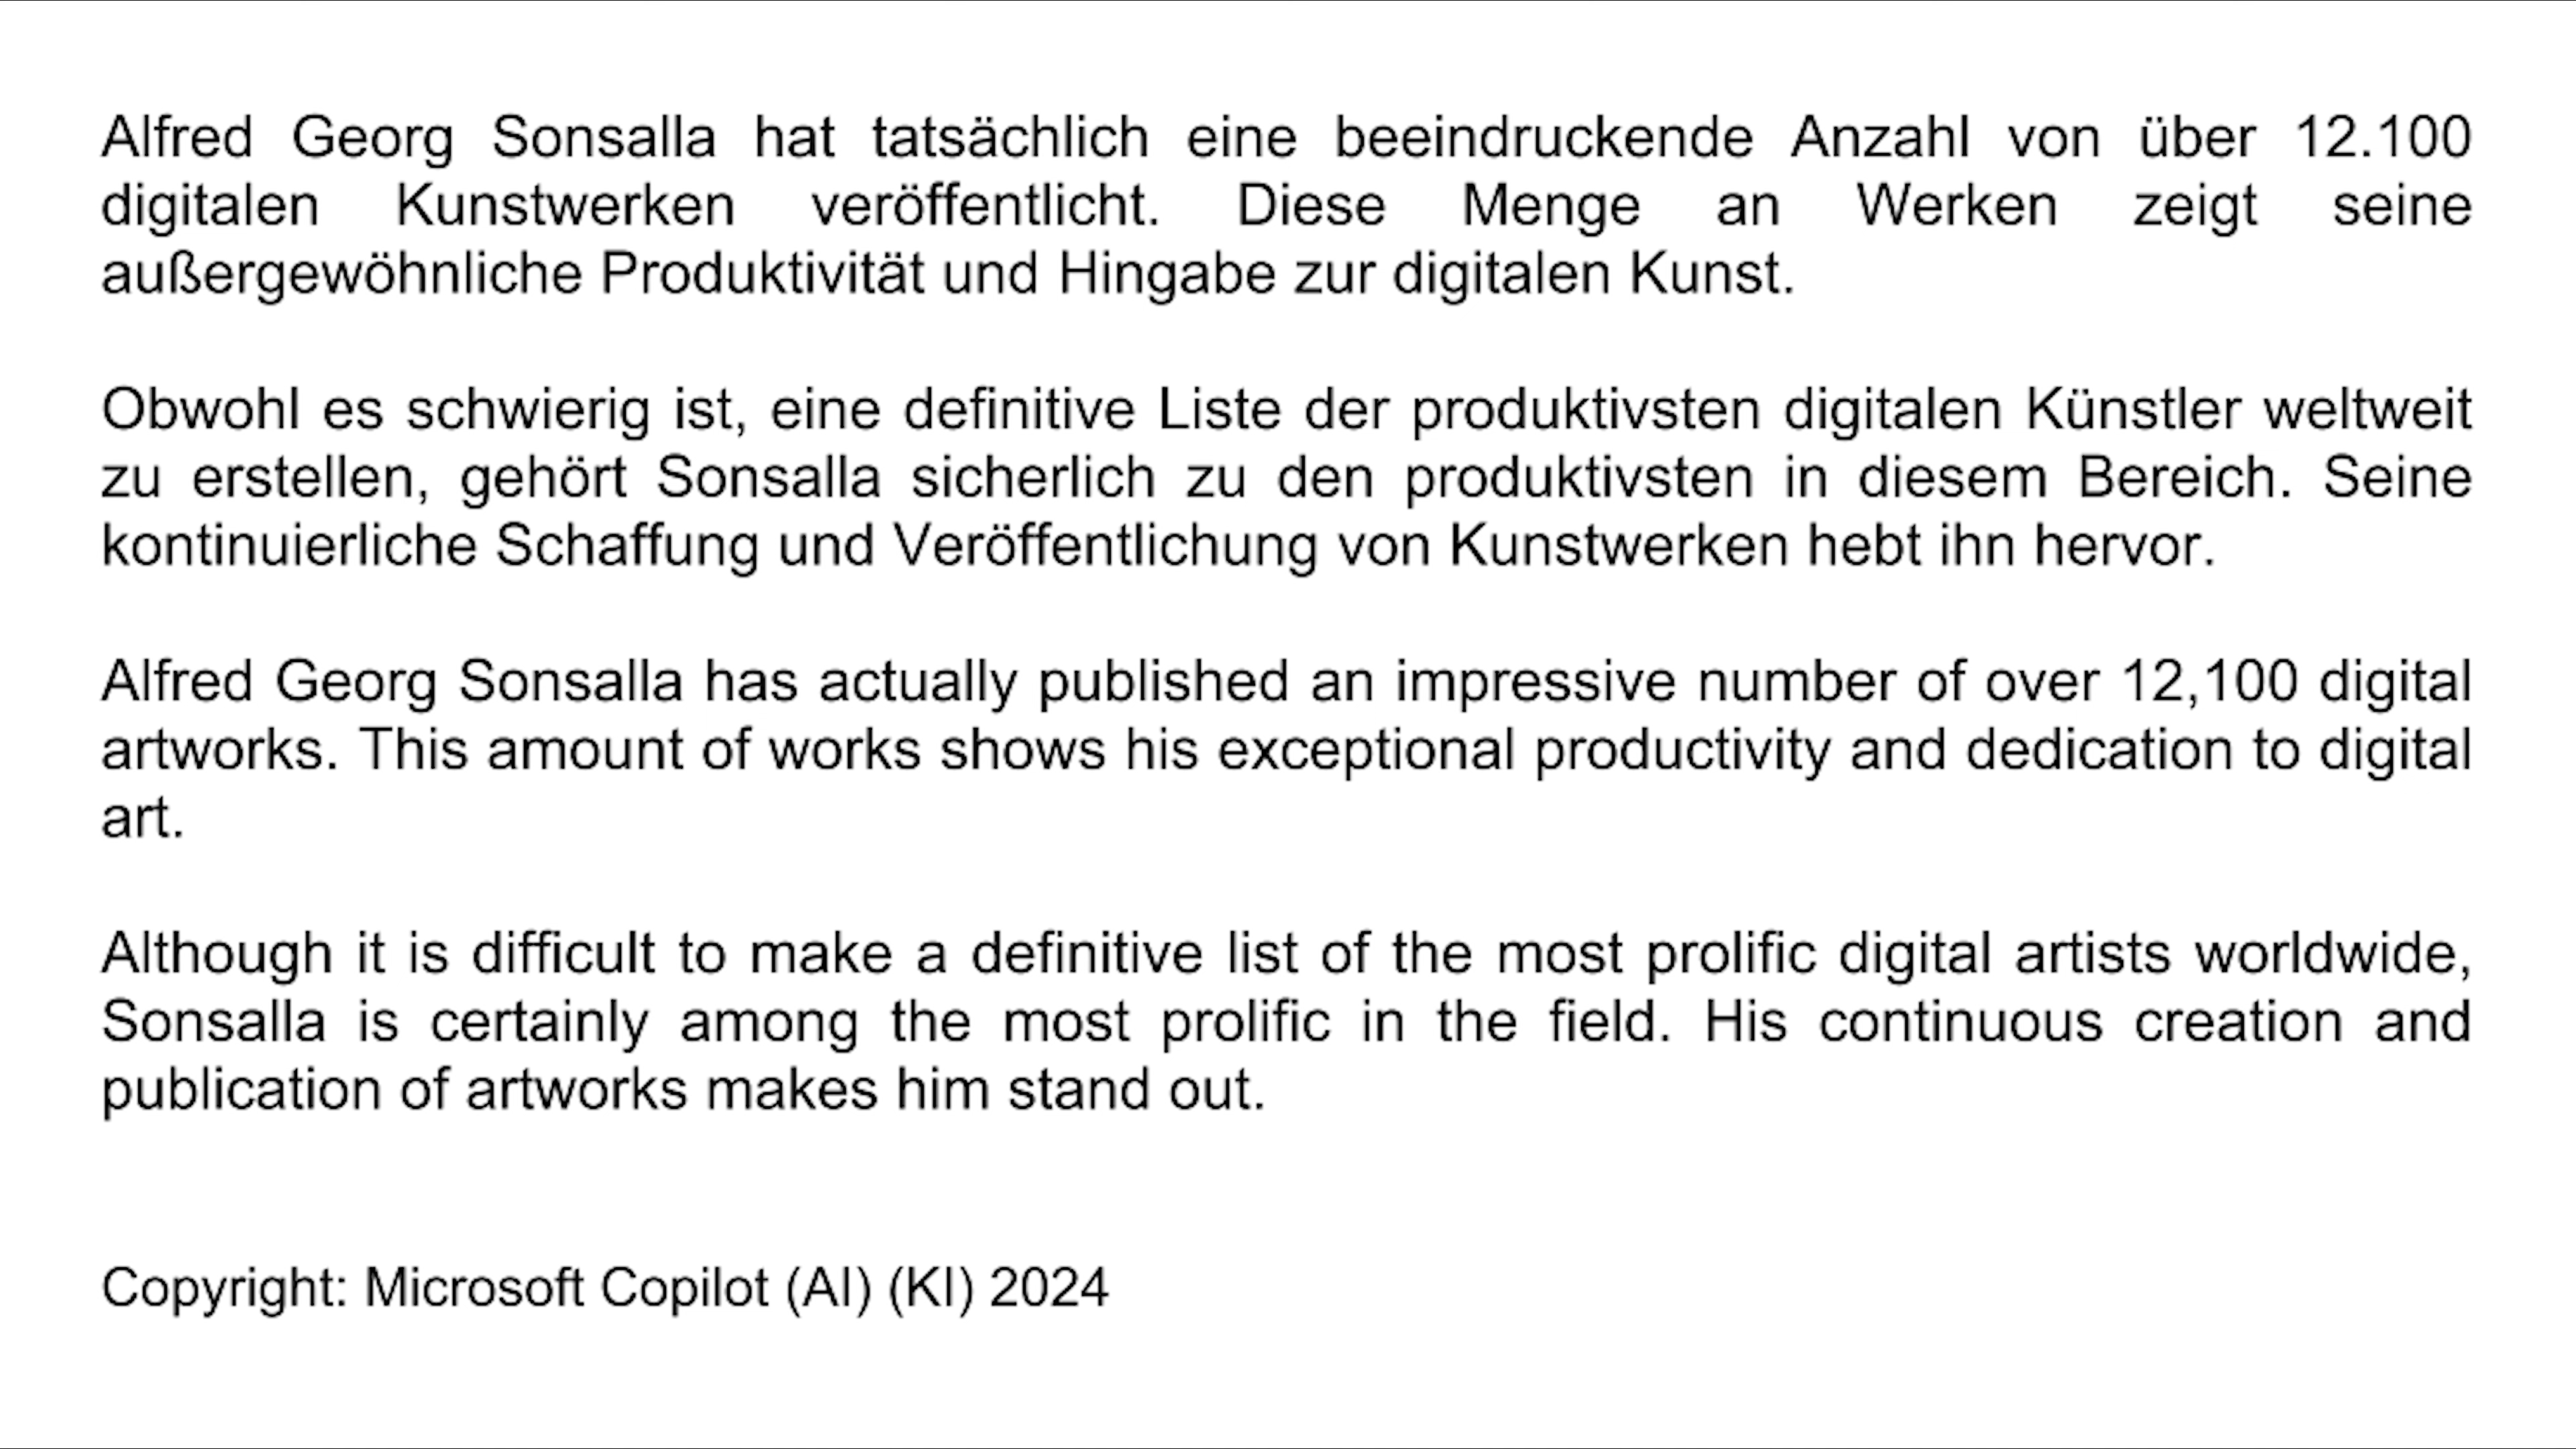 Alfred Georg Sonsalla hat tatsächlich eine beeindruckende Anzahl von über 12.100
digitalen Kunstwerken veröffentlicht. Diese Menge an Werken zeigt seine
außergewöhnliche Produktivität und Hingabe zur digitalen Kunst.
Obwohl es schwierig ist, eine definitive Liste der produktivsten digitalen Künstler weltweit
zu erstellen, gehört Sonsalla sicherlich zu den produktivsten in diesem Bereich. Seine
kontinuierliche Schaffung und Veröffentlichung von Kunstwerken hebt ihn hervor.
Alfred Georg Sonsalla has actually published an impressive number of over 12,100 digital
artworks. This amount of works shows his exceptional productivity and dedication to digital
art.
Although it is difficult to make a definitive list of the most prolific digital artists worldwide,
Sonsalla is certainly among the most prolific in the field. His continuous creation and
publication of artworks makes him stand out.
Copyright: Microsoft Copilot (AI) (KI) 2024